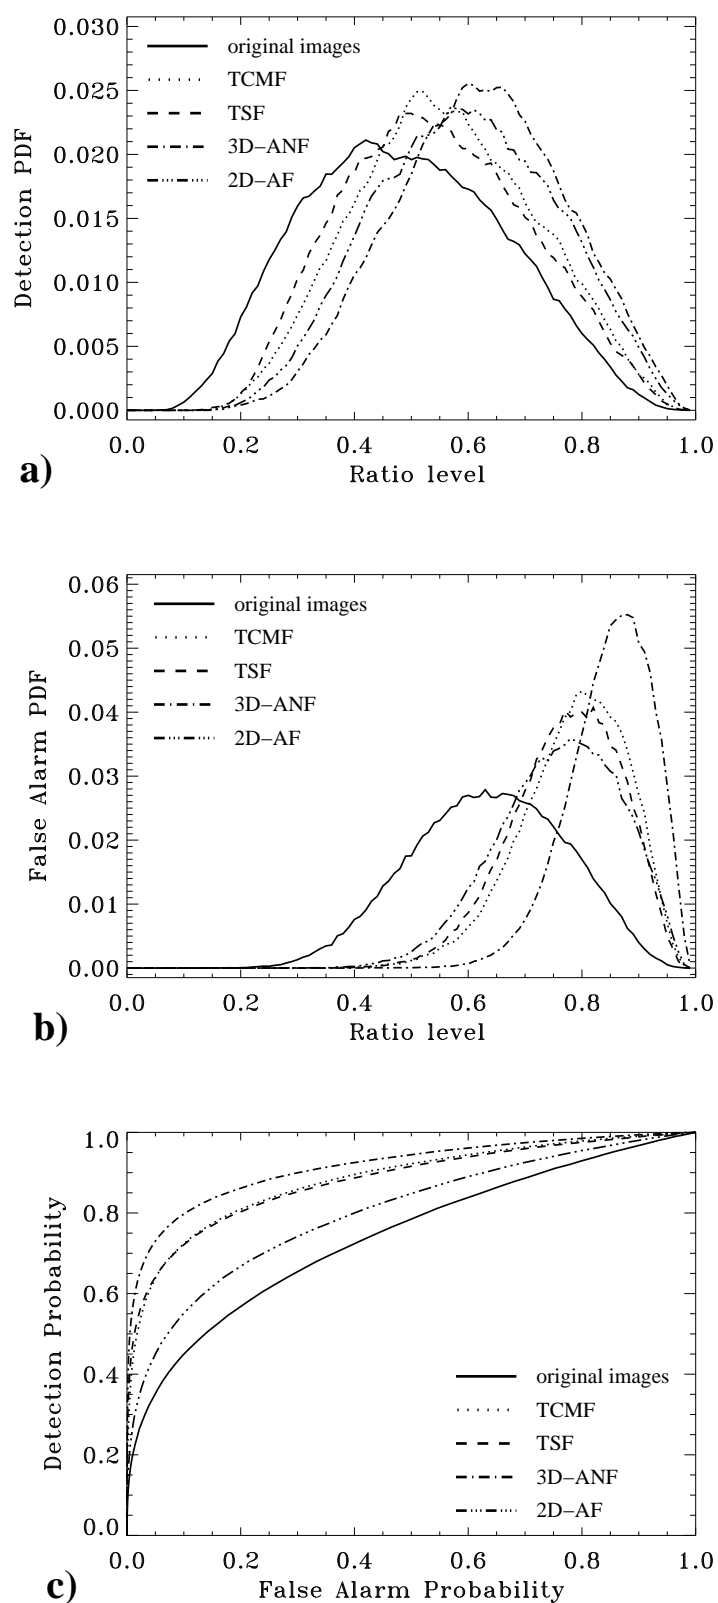 0.030
0.025
0.020
0.015
0.010
0.005
0.000
Detection PDF
original images
TCMF
TSF
3D−ANF
2D−AF
0.0 0.2 0.4 0.6 0.8 1.0
Ratio level
a)
0.06
0.05
0.04
0.03
0.02
0.01
0.00
False Alarm PDF
original images
TCMF
TSF
3D−ANF
2D−AF
0.0 0.2 0.4 0.6 0.8 1.0
Ratio level
b)
1.0
0.8
0.6
0.4
0.2
0.0
Detection Probability
original images
TCMF
TSF
3D−ANF
2D−AF
0.0 0.2 0.4 0.6 0.8 1.0
False Alarm Probability
c)